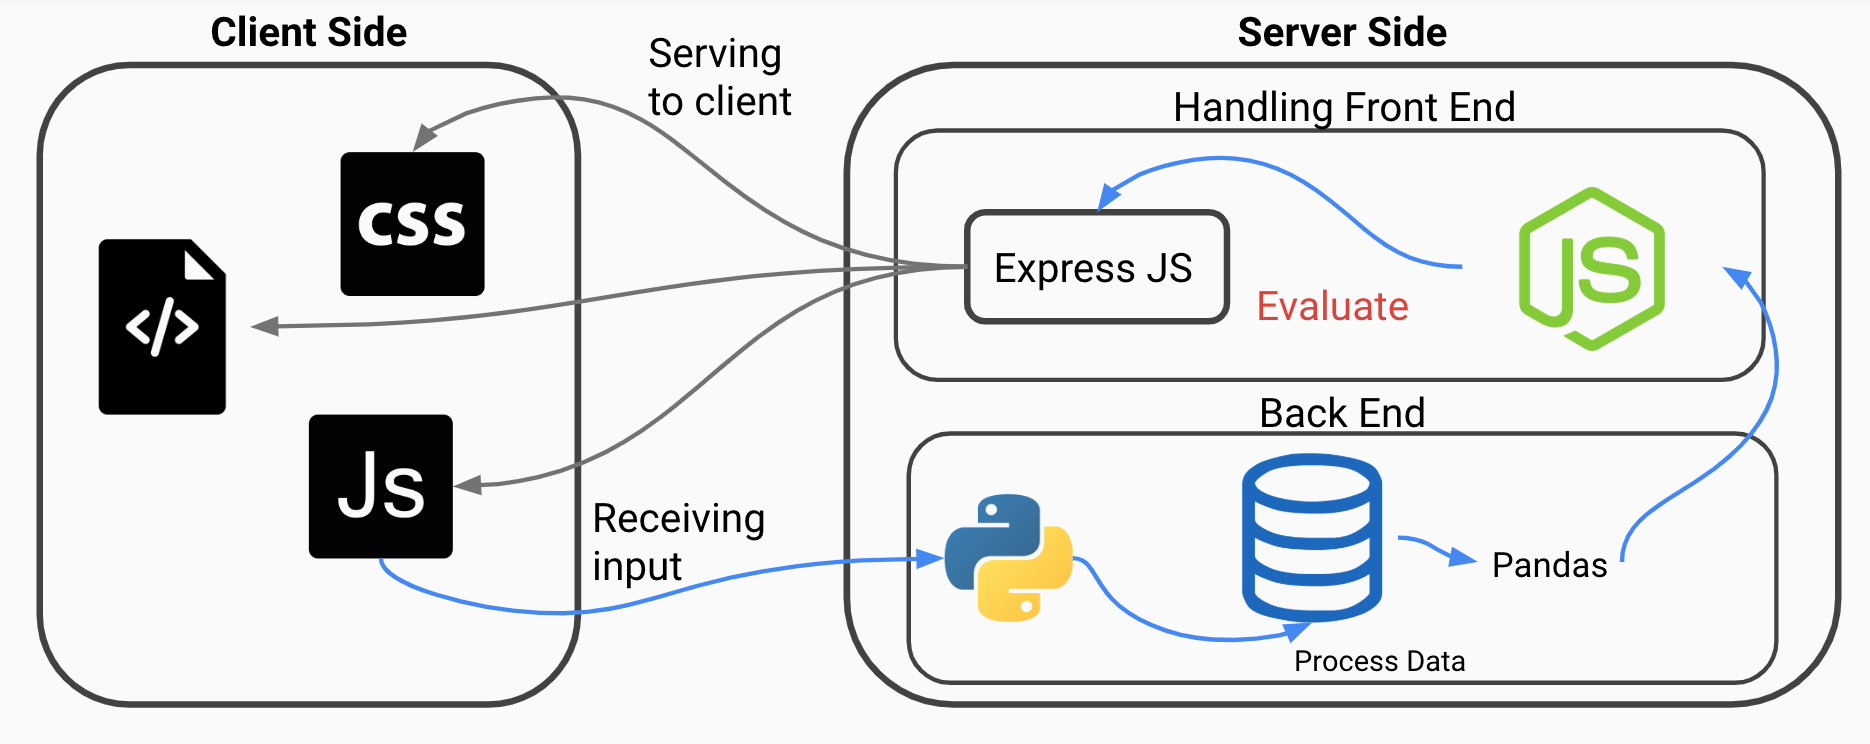 Client Side
Server Side
Serving
to client
Handling Front End
css
</>
Express JS
Evaluate
JS
Js
Back End
Receiving
input
Pandas
Process Data